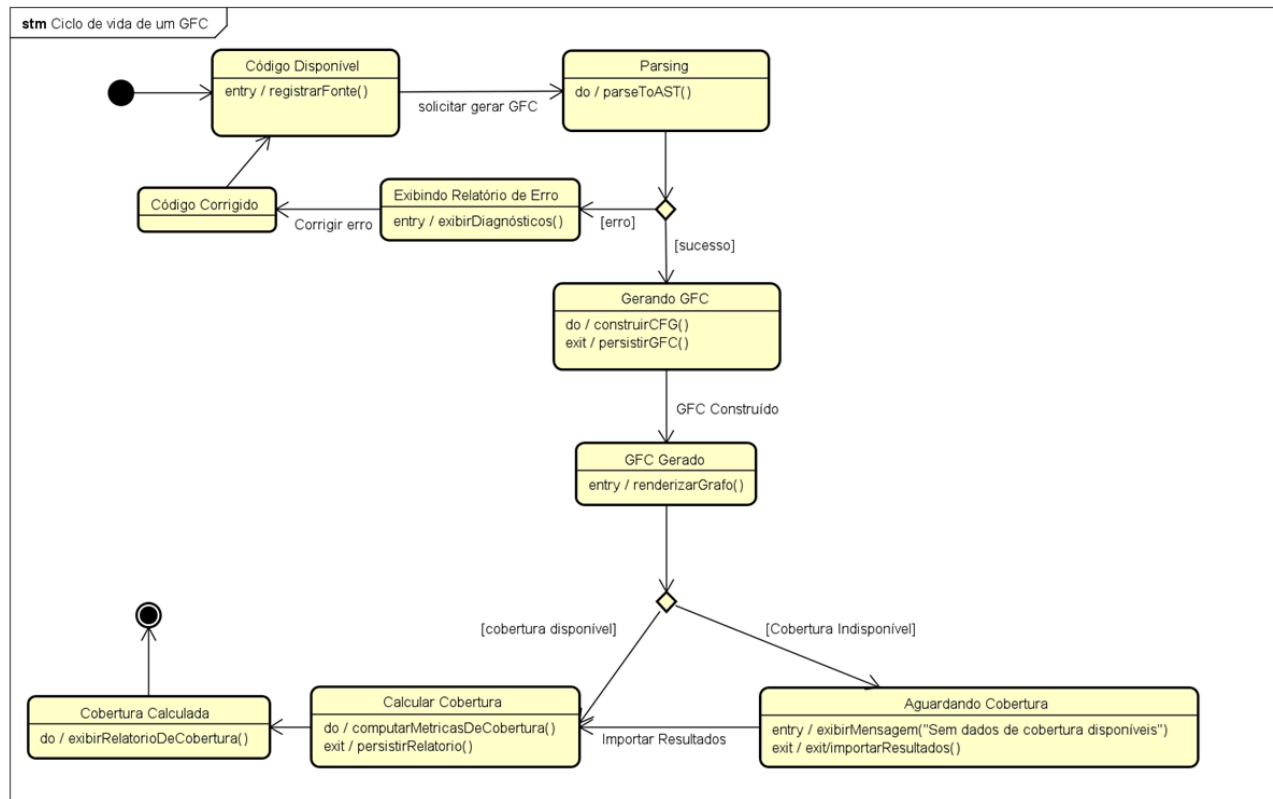 stm Ciclo de vida de um GFC
Código Disponível
entry / registrarFonte()
solicitar gerar GFC
Parsing
do / parseToAST()
Código Corrigido
Corrigir erro
Exibindo Relatório de Erro
entry / exibirDiagnósticos()
[erro]
[sucesso]
Gerando GFC
do / construirCFG()
exit / persistirGFC()
GFC Construído
GFC Gerado
entry / renderizarGrafo()
[cobertura disponível]
[Cobertura Indisponível]
Cobertura Calculada
do / exibirRelatorioDeCobertura()
Calcular Cobertura
do / computarMetricasDeCobertura()
exit / persistirRelatorio()
Importar Resultados
Aguardando Cobertura
entry / exibirMensagem("Sem dados de cobertura disponíveis")
exit / exit/importarResultados()